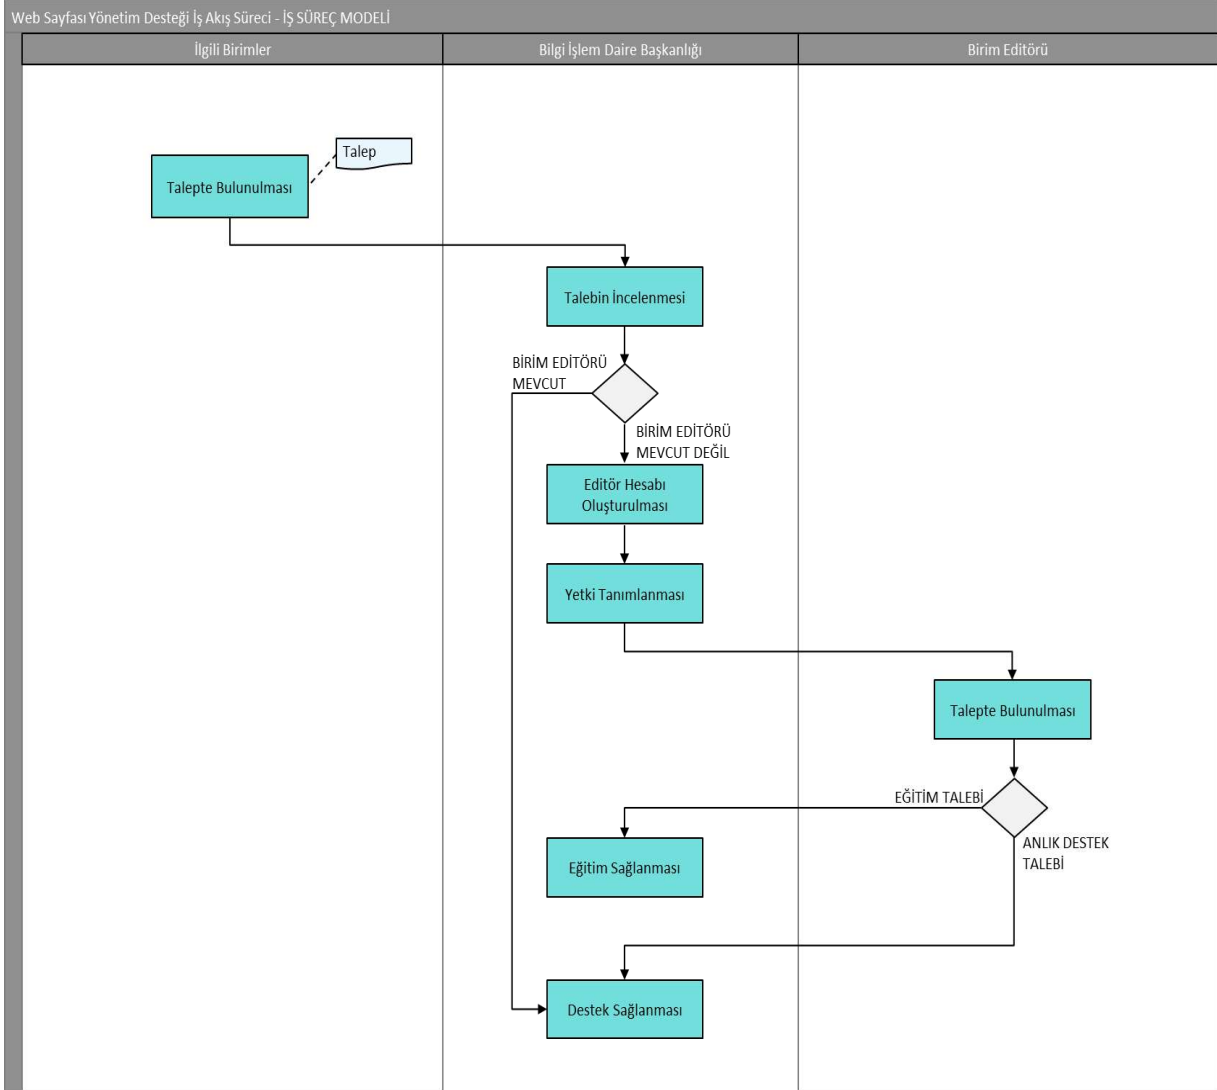 Web Sayfası Yönetim Desteği İş Akış Süreci - İŞ SÜREÇ MODELİ
İlgili Birimler
Bilgi İşlem Daire Başkanlığı
Birim Editörü
Talep
Talepte Bulunulması
Talebin İncelenmesi
BİRİM EDİTÖRÜ
MEVCUT
BİRİM EDİTÖRÜ
MEVCUT DEĞİL
Editör Hesabı
Oluşturulması
Yetki Tanımlanması
Talepte Bulunulması
EĞİTİM TALEBİ
ANLIK DESTEK
TALEBİ
Eğitim Sağlanması
Destek Sağlanması